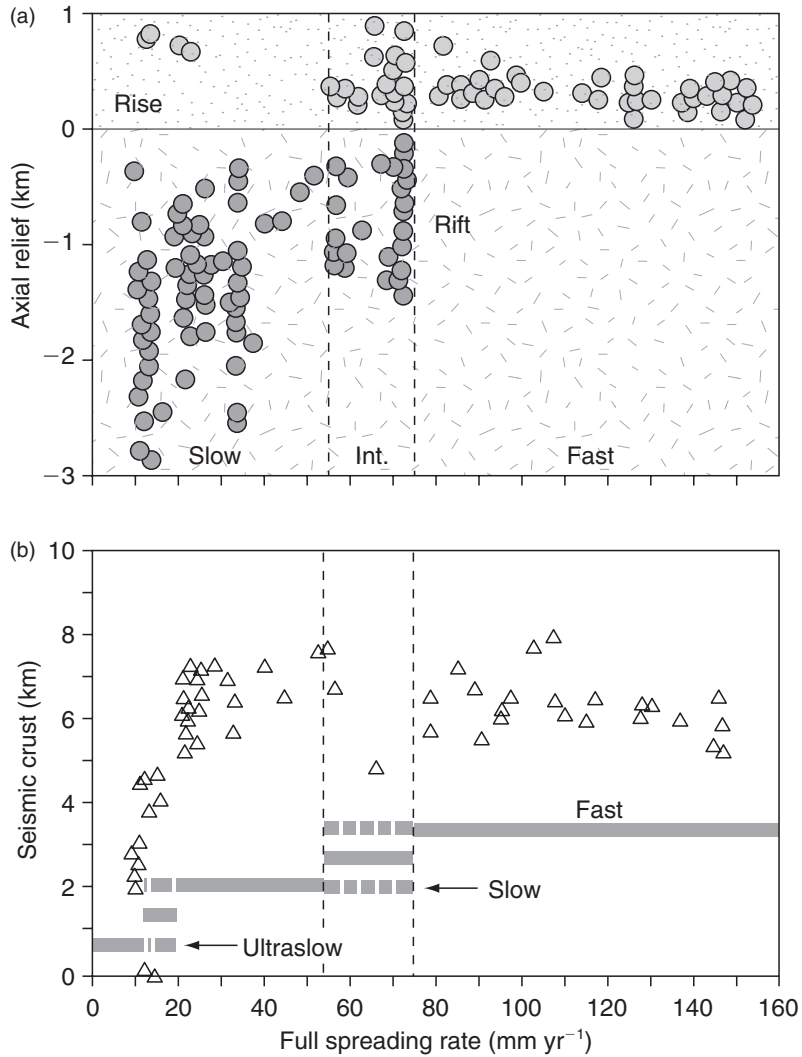 (a)
1
0.5
0
−1
−2
−3
Axial relief (km)
Rise
Rift
Slow
Int.
Fast
(b)
10
8
6
4
2
0
Seismic crust (km)
Fast
Slow
Ultraslow
0 20 40 60 80 100 120 140 160
Full spreading rate (mm yr−1)